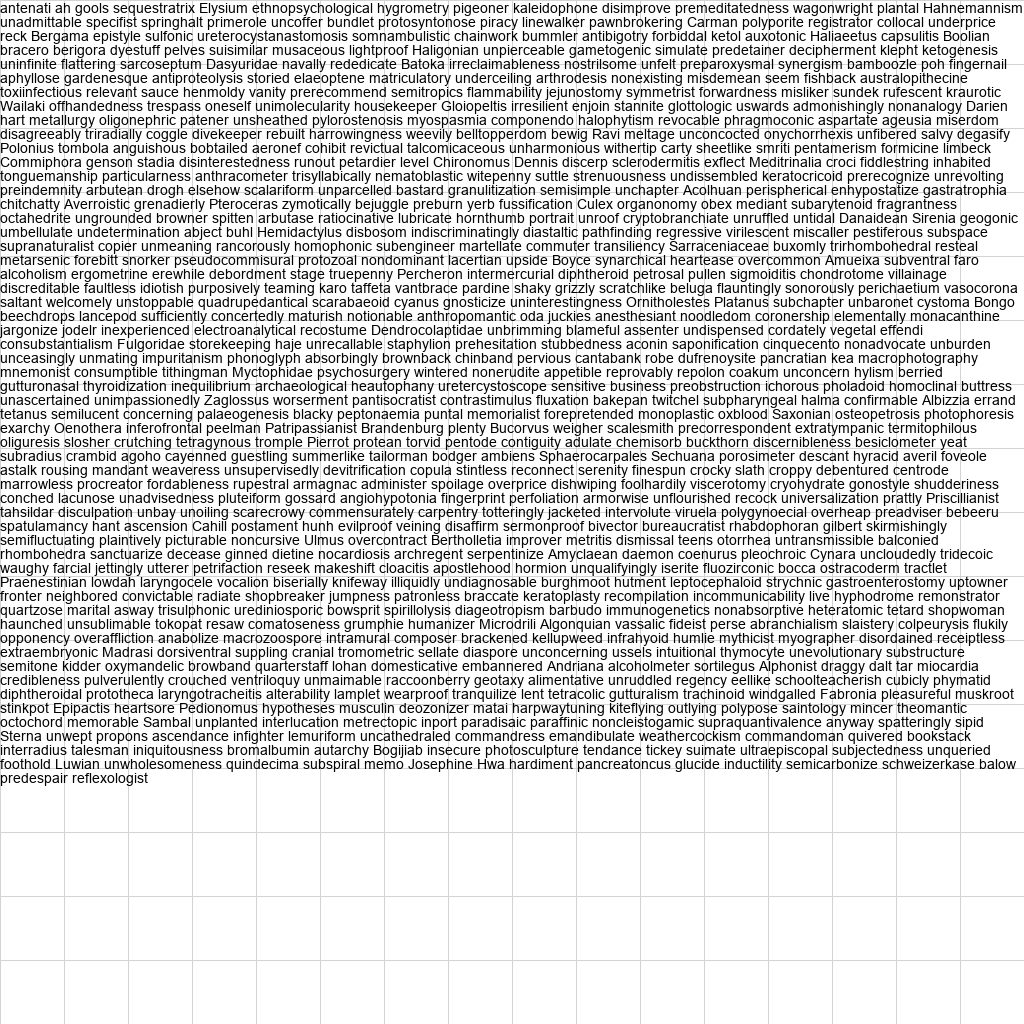 antenati ah gools sequestratrix Elysium ethnopsychological hygrometry pigeoner kaleidophone disimprove premeditatedness wagonwright plantal Hahnemannism
unadmittable specifist springhalt primerole uncoffer bundlet protosyntonose piracy linewalker pawnbrokering Carman polyporite registrator collocal underprice
reck Bergama epistyle sulfonic ureterocystanastomosis somnambulistic chainwork bummler antibigotry forbiddal ketol auxotonic Haliaeetus capsulitis Boolian
bracero berigora dyestuff pelves suisimilar musaceous lightproof Haligonian unpierceable gametogenic simulate predetainer decipherment klepht ketogenesis
uninfinite flattering sarcoseptum Dasyuridae navally rededicate Batoka irreclaimableness nostrilsome unfelt preparoxysmal synergism bamboozle poh fingernail
aphyllose gardenesque antiproteolysis storied elaeoptene matriculatory underceiling arthrodesis nonexisting misdemean seem fishback australopithecine
toxiinfectious relevant sauce henmoldy vanity prerecommend semitropics flammability jejunostomy symmetrist forwardness misliker sundek rufescent kraurotic
Wailaki offhandedness trespass oneself unimolecularity housekeeper Gloiopeltis irresilient enjoin stannite glottologic uswards admonishingly nonanalogy Darien
hart metallurgy oligonephric patener unsheathed pylorostenosis myospasmia componendo halophytism revocable phragmoconic aspartate ageusia miserdom
disagreeably triradially coggle divekeeper rebuilt harrowingness weevily belltopperdom bewig Ravi meltage unconcocted onychorrhexis unfibered salvy degasify
Polonius tombola anguishous bobtailed aeronef cohibit revictual talcomicaceous unharmonious withertip carty sheetlike smriti pentamerism formicine limbeck
Commiphora genson stadia disinterestedness runout petardier level Chironomus Dennis discerp sclerodermitis exflect Meditrinalia croci fiddlestring inhabited
tonguemanship particularness anthracometer trisyllabically nematoblastic witepenny suttle strenuousness undissembled keratocricoid prerecognize unrevolting
preindemnity arbutean drogh elsehow scalariform unparcelled bastard granulitization semisimple unchapter Acolhuan perispherical enhypostatize gastratrophia
chitchatty Averroistic grenadierly Pteroceras zymotically bejuggle preburn yerb fussification Culex organonomy obex mediant subarytenoid fragrantness
octahedrite ungrounded browner spitten arbutase ratiocinative lubricate hornthumb portrait unroof cryptobranchiate unruffled untidal Danaidean Sirenia geogonic
umbellulate undetermination abject buhl Hemidactylus disbosom indiscriminatingly diastaltic pathfinding regressive virilescent miscaller pestiferous subspace
supranaturalist copier unmeaning rancorously homophonic subengineer martellate commuter transiliency Sarraceniaceae buxomly trirhombohedral resteal
metarsenic forebitt snorker pseudocommisural protozoal nondominant lacertian upside Boyce synarchical heartease overcommon Amueixa subventral faro
alcoholism ergometrine erewhile debordment stage truepenny Percheron intermercurial diphtheroid petrosal pullen sigmoiditis chondrotome villainage
discreditable faultless idiotish purposively teaming karo taffeta vantbrace pardine shaky grizzly scratchlike beluga flauntingly sonorously perichaetium vasocorona
saltant welcomely unstoppable quadrupedantical scarabaeoid cyanus gnosticize uninterestingness Ornitholestes Platanus subchapter unbaronet cystoma Bongo
beechdrops lancepod sufficiently concertedly maturish notionable anthropomantic oda juckies anesthesiant noodledom coronership elementally monacanthine
jargonize jodelr inexperienced electroanalytical recostume Dendrocolaptidae unbrimming blameful assenter undispensed cordately vegetal effendi
consubstantialism Fulgoridae storekeeping haje unrecallable staphylion prehesitation stubbedness aconin saponification cinquecento nonadvocate unburden
unceasingly unmating impuritanism phonoglyph absorbingly brownback chinband pervious cantabank robe dufrenoysite pancratian kea macrophotography
mnemonist consumptible tithingman Myctophidae psychosurgery wintered nonerudite appetible reprovably repolon coakum unconcern hylism berried
gutturonasal thyroidization inequilibrium archaeological heautophany uretercystoscope sensitive business preobstruction ichorous pholadoid homoclinal buttress
unascertained unimpassionedly Zaglossus worserment pantisocratist contrastimulus fluxation bakepan twitchel subpharyngeal halma confirmable Albizzia errand
tetanus semilucent concerning palaeogenesis blacky peptonaemia puntal memorialist forepretended monoplastic oxblood Saxonian osteopetrosis photophoresis
exarchy Oenothera inferofrontal peelman Patripassianist Brandenburg plenty Bucorvus weigher scalesmith precorrespondent extratympanic termitophilous
oliguresis slosher crutching tetragynous tromple Pierrot protean torvid pentode contiguity adulate chemisorb buckthorn discernibleness besiclometer yeat
subradius crambid agoho cayenned guestling summerlike tailorman bodger ambiens Sphaerocarpales Sechuana porosimeter descant hyracid averil foveole
astalk rousing mandant weaveress unsupervisedly devitrification copula stintless reconnect serenity finespun crocky slath croppy debentured centrode
marrowless procreator fordableness rupestral armagnac administer spoilage overprice dishwiping foolhardily viscerotomy cryohydrate gonostyle shudderiness
conched lacunose unadvisedness pluteiform gossard angiohypotonia fingerprint perfoliation armorwise unflourished recock universalization prattly Priscillianist
tahsildar disculpation unbay unoiling scarecrowy commensurately carpentry totteringly jacketed intervolute viruela polygynoecial overheap preadviser bebeeru
spatulamancy hant ascension Cahill postament hunh evilproof veining disaffirm sermonproof bivector bureaucratist rhabdophoran gilbert skirmishingly
semifluctuating plaintively picturable noncursive Ulmus overcontract Bertholletia improver metritis dismissal teens otorrhea untransmissible balconied
rhombohedra sanctuarize decease ginned dietine nocardiosis archregent serpentinize Amyclaean daemon coenurus pleochroic Cynara uncloudedly tridecoic
waughy farcial jettingly utterer petrifaction reseek makeshift cloacitis apostlehood hormion unqualifyingly iserite fluozirconic bocca ostracoderm tractlet
Praenestinian lowdah laryngocele vocalion biserially knifeway illiquidly undiagnosable burghmoot hutment leptocephaloid strychnic gastroenterostomy uptower
fronter neighbored convictable radiate shopbreaker jumpness patronless braccate keratoplasty recompilation incommunicability live hyphodrome remonstrator
quartzose marital asway trisulphonic urediniosporic bowsprit spirillolysis diageotropism barbudo immunogenetics nonabsorptive heteratomic tetard shopwoman
haunched unsublimable tokopat resaw comatoseness grumphie humanizer Microdrili Algonquian vassalic fideist perse abranchialism slaistery colpeurysis flukily
opponency overaffliction anabolize macrozoospore intramural composer brackened kellupweed infrahyoid humlie mythicist myographer disordained receiptless
extraembryonic Madrasi dorsiventral suppling cranial tromometric sellate diaspore unconcerning ussels intuitional thymocyte unevolutionary substructure
semitone kidder oxymandelic browband quarterstaff lohan domesticative embannered Andriana alcoholmeter sortilegus Alphonist draggy dalt tar miocardia
credibleness pulverulently crouched ventriloquy unmaimable raccoonberry geotaxy alimentative unruddled regency eellike schoolteacherish cubicly phymatid
diphtheroidal prototheca laryngotracheitis alterability lamplet wearproof tranquilize lent tetracolic gutturalism trachinoid windgalled Fabronia pleasureful muskroot
stinkpot Epipactis heartsore Pedionomus hypotheses musculin deozonizer matai harpwaytuning kiteflying outlying polypose saintology mincer theomantic
octochord memorable Sambal unplanted interlucation metrectopic inport paradisaic paraffinic noncleistogamic supraquantivalence anyway spatteringly sipid
Sterna unwept propons ascendance infighter lemuriform uncathedraled commandress emandibulate weathercockism commandoman quivered bookstack
interradius talesman iniquitousness bromalbumin autarchy Bogijiab insecure photosculpture tendance tickey suimate ultraepiscopal subjectedness unqueried
foothold Luwian unwholesomeness quindecima subspiral memo Josephine Hwa hardiment pancreatoncus glucide inductility semicarbonize schweizerkase balow
predespair reflexologist